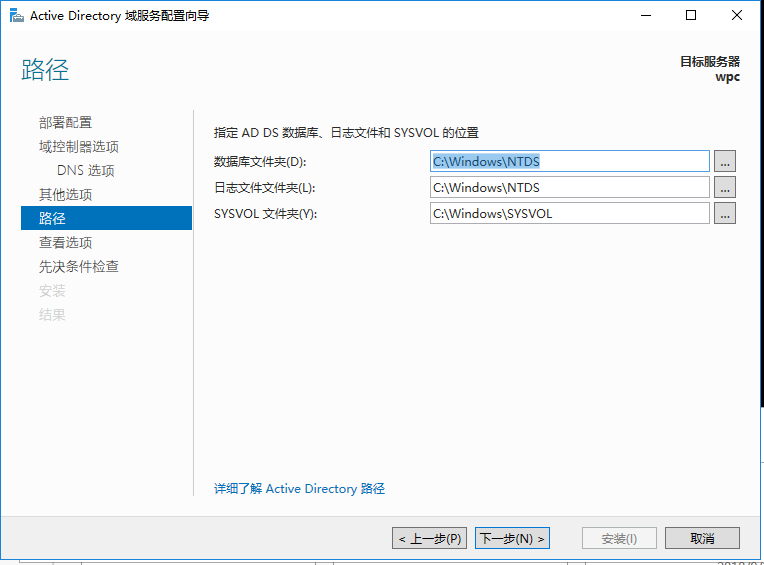 Active Directory 域服务配置向导
路径
目标服务器
wpc
部署配置
域控制器选项
DNS 选项
其他选项
路径
查看选项
先决条件检查
安装
结果
指定 AD DS 数据库、日志文件和 SYSVOL 的位置
数据库文件夹(D): C:\Windows\NTDS ...
日志文件文件夹(L): C:\Windows\NTDS ...
SYSVOL 文件夹(Y): C:\Windows\SYSVOL ...
详细了解 Active Directory 路径
< 上一步(P) 下一步(N) > 安装(I) 取消